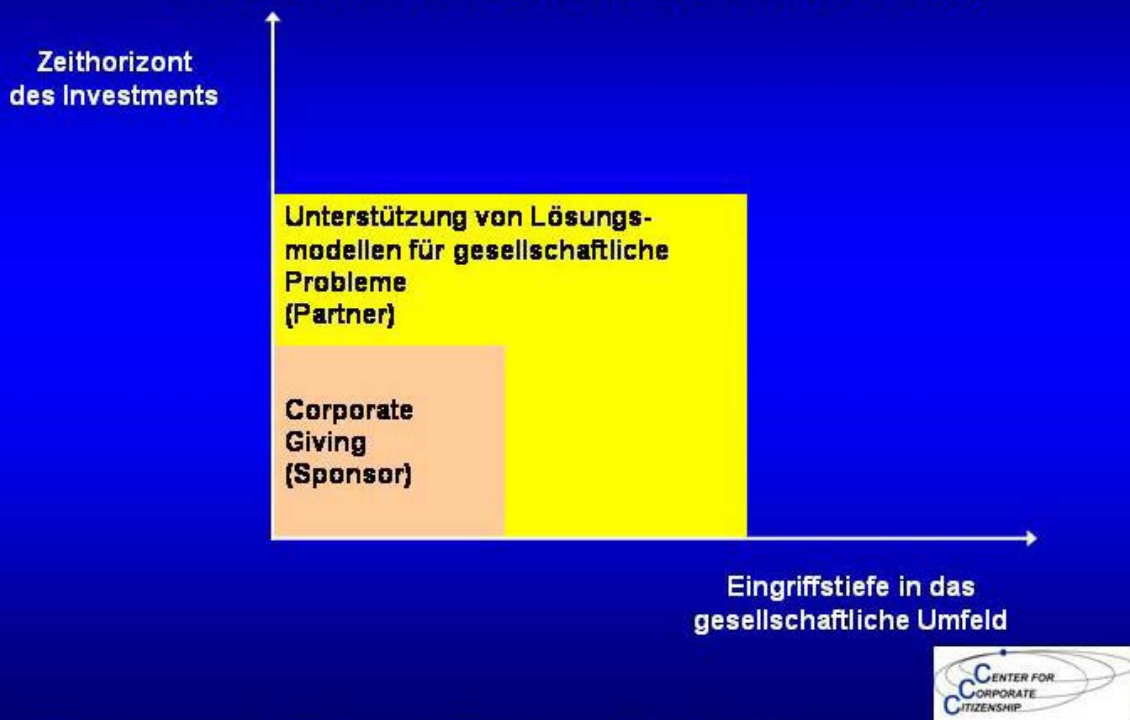 Zeithorizont
des Investments
Unterstützung von Lösungs-
modellen für gesellschaftliche
Probleme
(Partner)
Corporate
Giving
(Sponsor)
Eingriffstiefe in das
gesellschaftliche Umfeld
CENTER FOR
CORPORATE
CITIZENSHIP